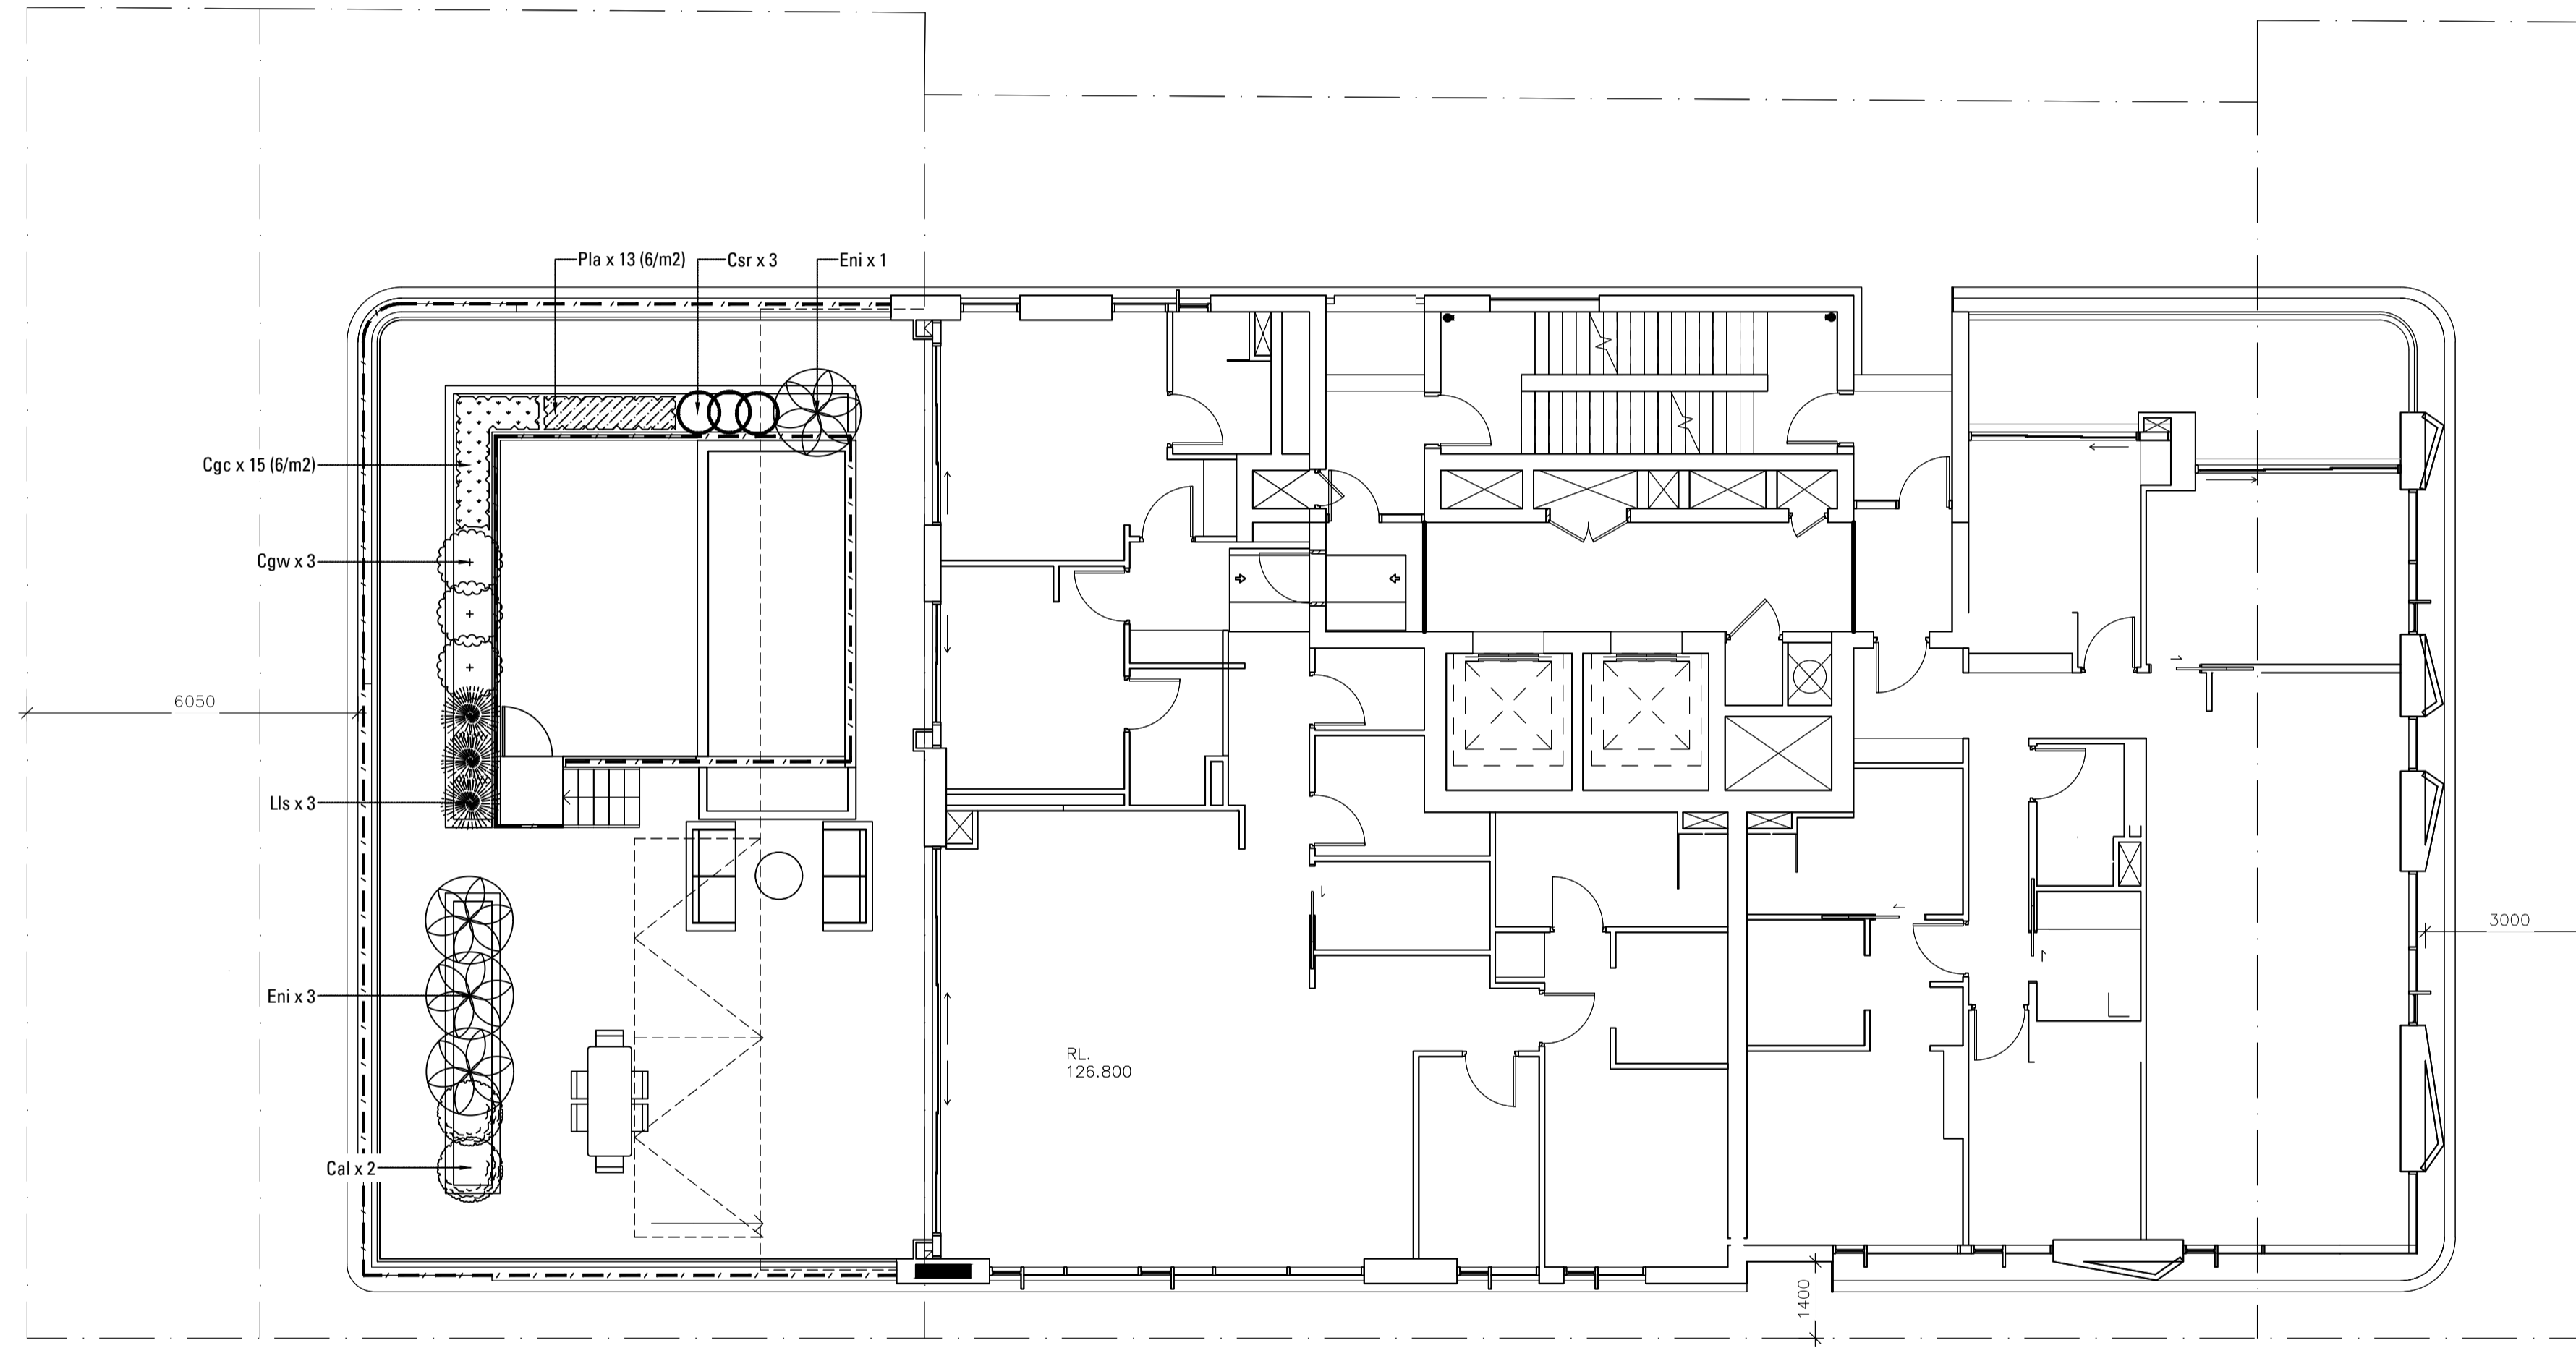 Pla x 13 (6/m2)
Csr x 3
Eni x 1
Cgc x 15 (6/m2)
Cgw x 3
6050
Lls x 3
3000
Eni x 3
RL.
126.800
Cal x 2
1400